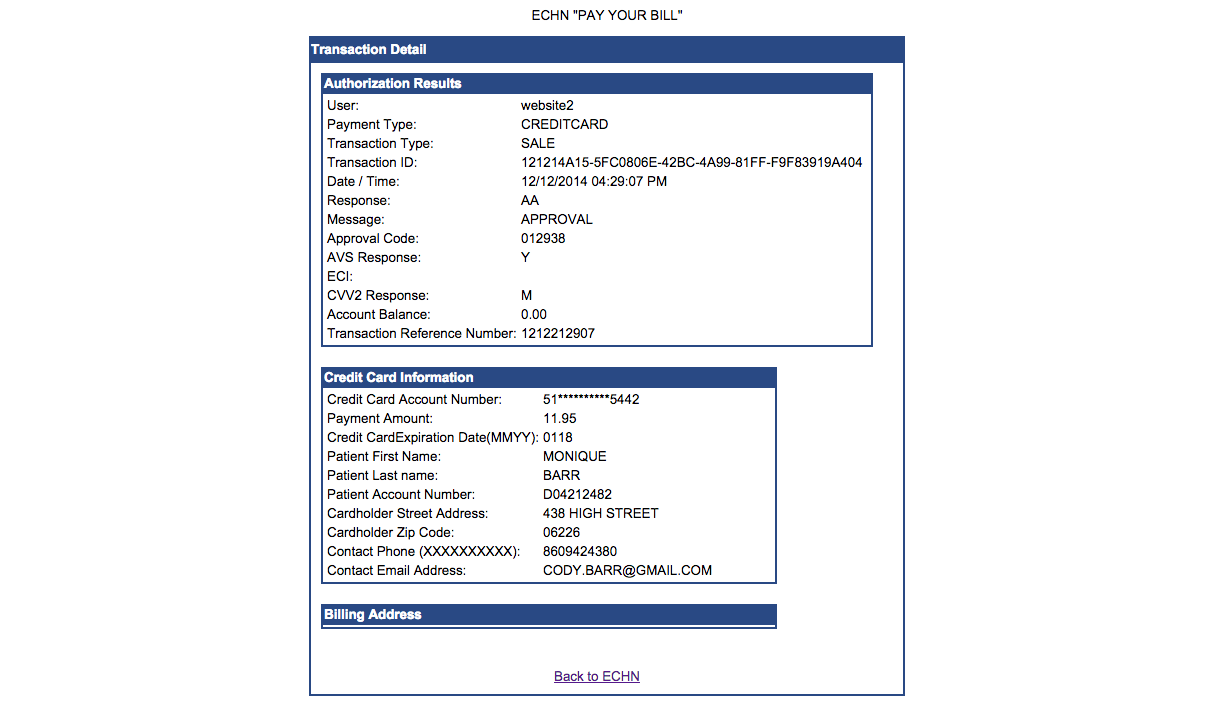 ECHN "PAY YOUR BILL"
Transaction Detail
Authorization Results
User: website2
Payment Type: CREDITCARD
Transaction Type: SALE
Transaction ID: 121214A15-5FC0806E-42BC-4A99-81FF-F9F83919A404
Date / Time: 12/12/2014 04:29:07 PM
Response: AA
Message: APPROVAL
Approval Code: 012938
AVS Response: Y
ECI:
CVV2 Response: M
Account Balance: 0.00
Transaction Reference Number: 1212212907
Credit Card Information
Credit Card Account Number: 51**********5442
Payment Amount: 11.95
Credit CardExpiration Date(MMYY): 0118
Patient First Name: MONIQUE
Patient Last name: BARR
Patient Account Number: D04212482
Cardholder Street Address: 438 HIGH STREET
Cardholder Zip Code: 06226
Contact Phone (XXXXXXXXXX): 8609424380
Contact Email Address: CODY.BARR@GMAIL.COM
Billing Address
Back to ECHN